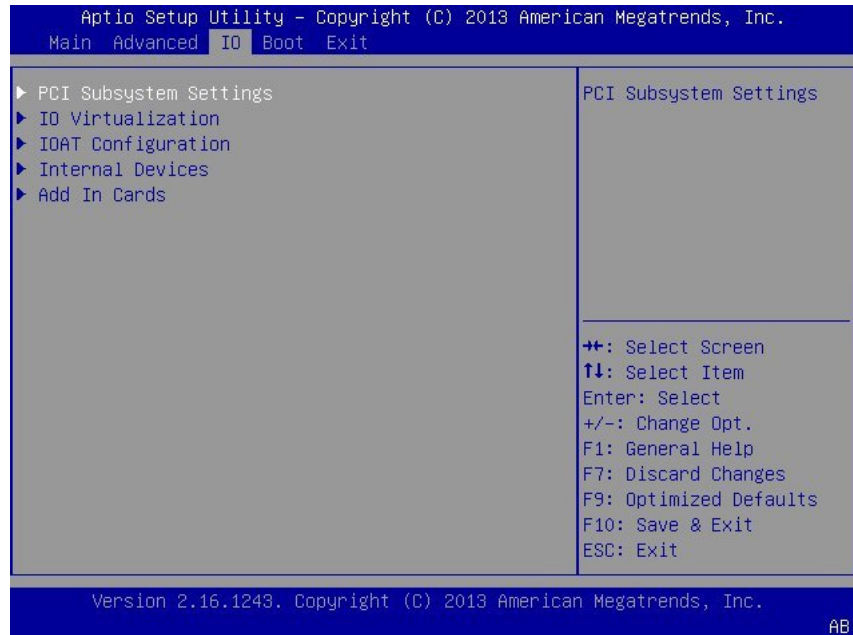 Aptio Setup Utility – Copyright (C) 2013 American Megatrends, Inc.
Main Advanced IO Boot Exit
▶ PCI Subsystem Settings
▶ IO Virtualization
▶ IOAT Configuration
▶ Internal Devices
▶ Add In Cards
PCI Subsystem Settings
→←: Select Screen
↑↓: Select Item
Enter: Select
+/-: Change Opt.
F1: General Help
F7: Discard Changes
F9: Optimized Defaults
F10: Save & Exit
ESC: Exit
Version 2.16.1243. Copyright (C) 2013 American Megatrends, Inc.
AB